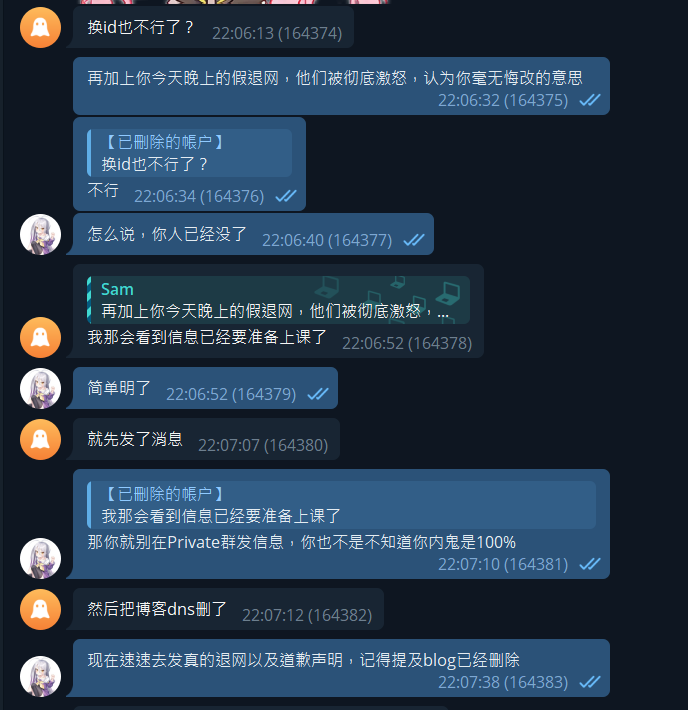 换id也不行了？ 22:06:13 (164374)
再加上你今天晚上的假退网，他们被彻底激怒，认为你毫无悔改的意思
22:06:32 (164375)
【已刪除的帳户】
换id也不行了？
不行 22:06:34 (164376)
怎么说，你人已经没了 22:06:40 (164377)
Sam
再加上你今天晚上的假退网，他们被彻底激怒，...
我那会看到信息已经要准备上课了 22:06:52 (164378)
简单明了 22:06:52 (164379)
就先发了消息 22:07:07 (164380)
【已刪除的帳户】
我那会看到信息已经要准备上课了
那你就别在Private群发信息，你也不是不知道你内鬼是100%
22:07:10 (164381)
然后把博客dns删了 22:07:12 (164382)
现在速速去发真的退网以及道歉声明，记得提及blog已经删除
22:07:38 (164383)